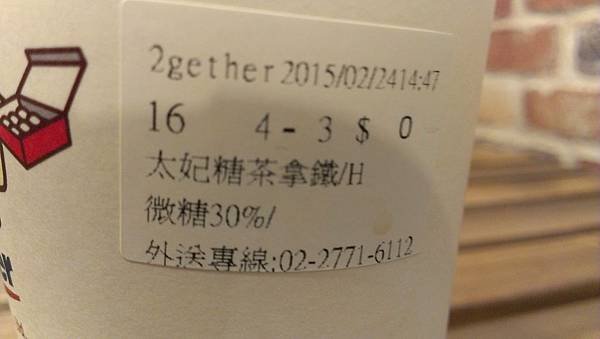 2gether 2015/02/2414:47
16 4-3 $ 0
太妃糖茶拿鐵/H
微糖30%/
外送專線:02-2771-6112